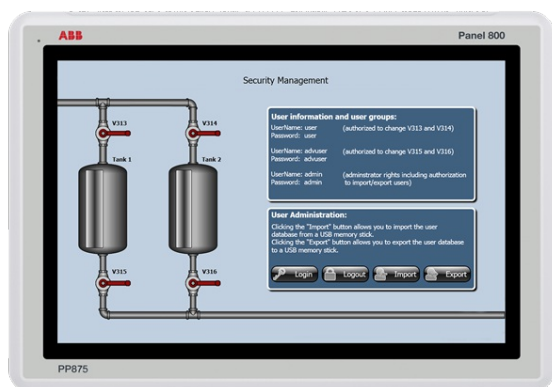 ABB
Panel 800
Security Management
V313
V314
Tank 1
Tank 2
V315
V316
User information and user groups:
UserName: user (authorized to change V313 and V314)
Password: user
UserName: advuser (authorized to change V315 and V316)
Password: advuser
UserName: admin (adminstrator rights including authorization
Password: admin to import/export users)
User Administration:
Clicking the "Import" button allows you to import the user
database from a USB memory stick.
Clicking the "Export" button allows you to export the user database
to a USB memory stick.
Login Logout Import Export
PP875